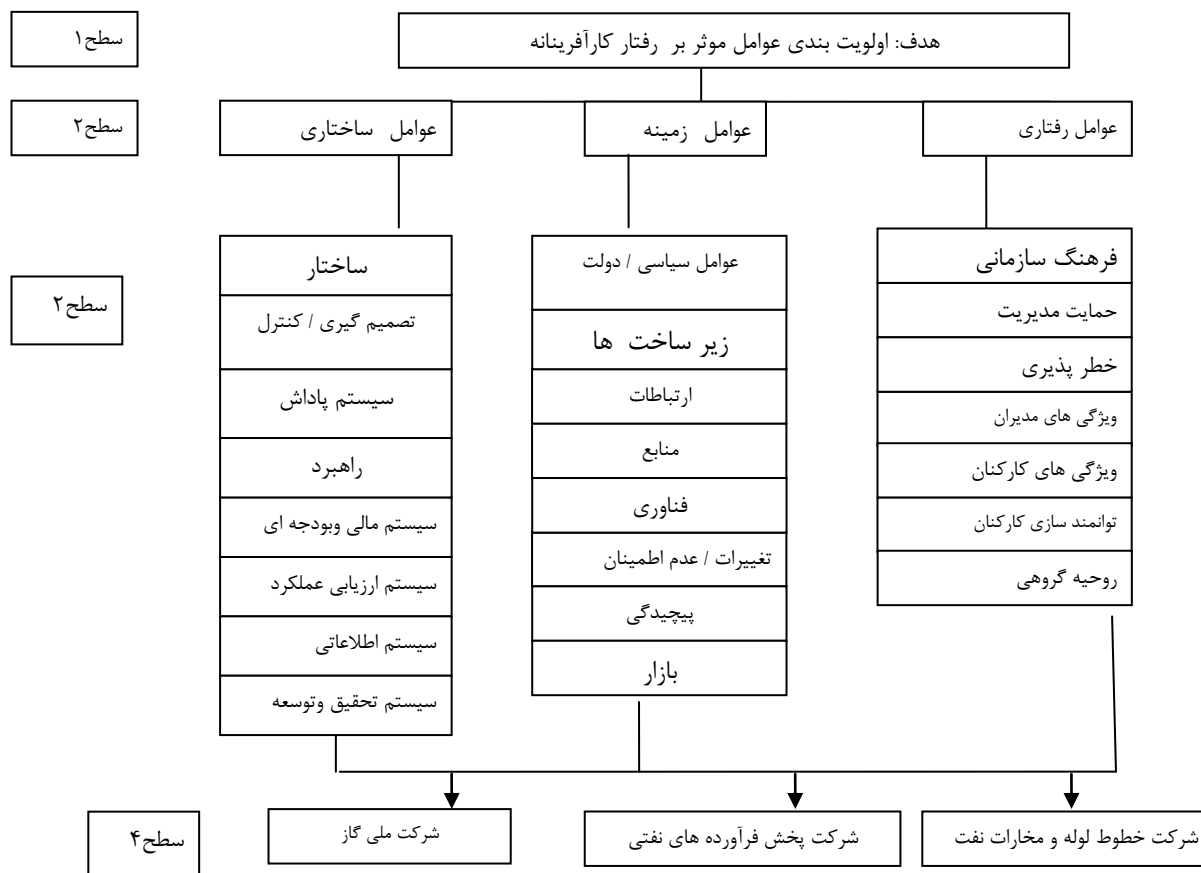 هدف: اولویت بندی عوامل موثر بر رفتار کارآفرینانه
سطح۱
عوامل رفتاری
عوامل زمینه
عوامل ساختاری
سطح۲
فرهنگ سازمانی
حمایت مدیریت
خطر پذیری
ویژگی های مدیران
ویژگی های کارکنان
توانمند سازی کارکنان
روحیه گروهی
عوامل سیاسی / دولت
زیر ساخت ها
ارتباطات
منابع
فناوری
تغییرات / عدم اطمینان
پیچیدگی
بازار
ساختار
تصمیم گیری / کنترل
سیستم پاداش
راهبرد
سیستم مالی وبودجه ای
سیستم ارزیابی عملکرد
سیستم اطلاعاتی
سیستم تحقیق وتوسعه
سطح۲
شرکت خطوط لوله و مخارات نفت
شرکت پخش فرآورده های نفتی
شرکت ملی گاز
سطح۴